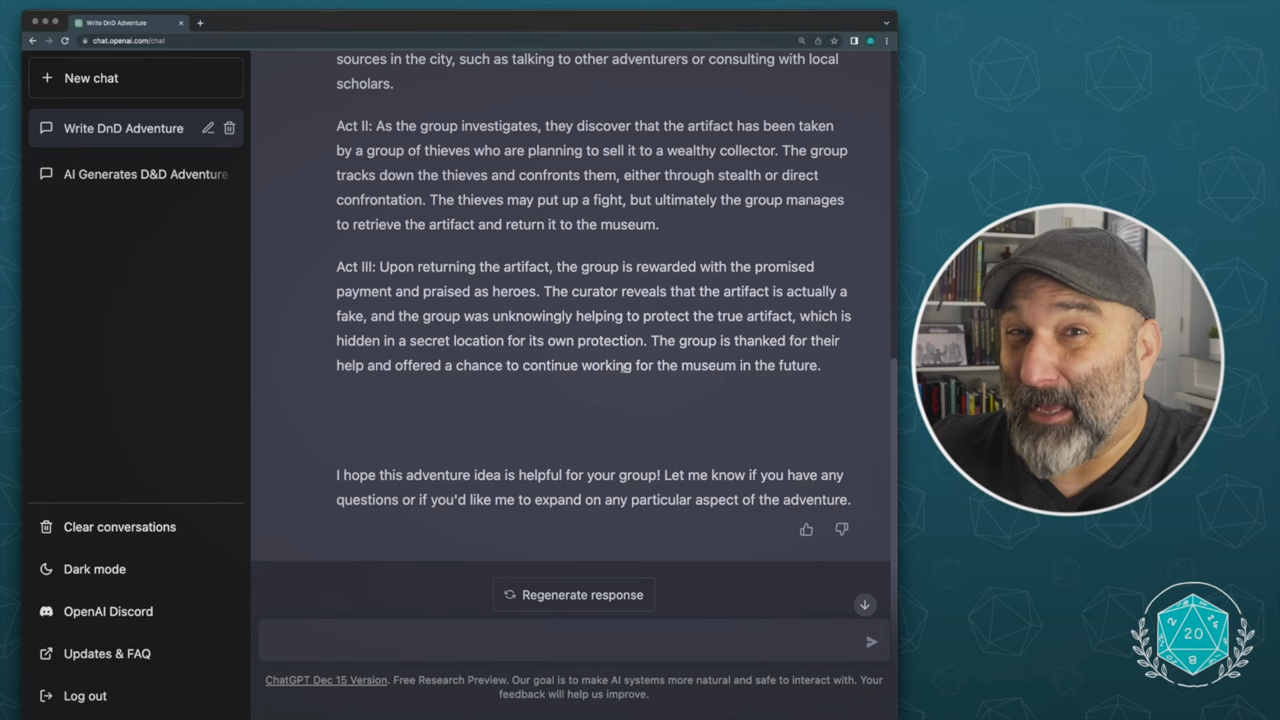 Write DnD Adventure
chat.openai.com/chat
New chat
Write DnD Adventure
AI Generates D&D Adventure
Clear conversations
Dark mode
OpenAI Discord
Updates & FAQ
Log out
sources in the city, such as talking to other adventurers or consulting with local
scholars.
Act II: As the group investigates, they discover that the artifact has been taken
by a group of thieves who are planning to sell it to a wealthy collector. The group
tracks down the thieves and confronts them, either through stealth or direct
confrontation. The thieves may put up a fight, but ultimately the group manages
to retrieve the artifact and return it to the museum.
Act III: Upon returning the artifact, the group is rewarded with the promised
payment and praised as heroes. The curator reveals that the artifact is actually a
fake, and the group was unknowingly helping to protect the true artifact, which is
hidden in a secret location for its own protection. The group is thanked for their
help and offered a chance to continue working for the museum in the future.
I hope this adventure idea is helpful for your group! Let me know if you have any
questions or if you'd like me to expand on any particular aspect of the adventure.
Regenerate response
ChatGPT Dec 15 Version. Free Research Preview. Our goal is to make AI systems more natural and safe to interact with. Your
feedback will help us improve.
2
14
20
8